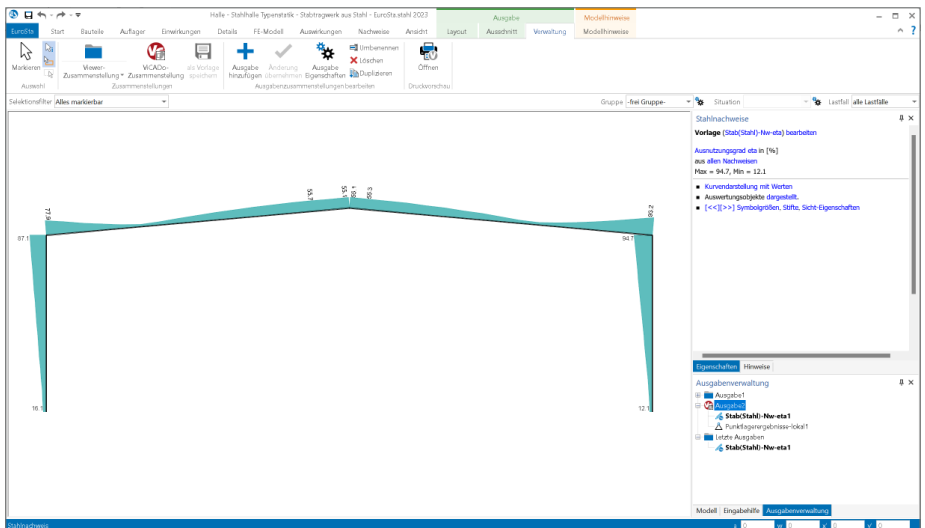 Halle - Stahlhalle Typenstatik - Stabtragwerk aus Stahl - EuroSta.stahl 2023
Ausgabe
Modellhinweise
EuroSta
Start
Bauteile
Auflager
Einwirkungen
Details
FE-Modell
Auswirkungen
Nachweise
Ansicht
Layout
Ausschnitt
Verwaltung
Modellhinweise
Markieren
Viewer-
Zusammenstellung
ViCADo-
Zusammenstellung
als Vorlage
speichern
Ausgabe
hinzufügen
Änderung
übernehmen
Ausgabe
Eigenschaften
Umbenennen
Löschen
Duplizieren
Öffnen
Auswahl
Zusammenstellungen
Ausgabenzusammenstellungen bearbeiten
Druckvorschau
Selektionsfilter Alles markierbar
Gruppe -frei Gruppe-
Situation
Lastfall alle Lastfälle
Stahlnachweise
Vorlage (Stab(Stahl)-Nw-eta) bearbeiten
Ausnutzungsgrad eta in [%]
aus allen Nachweisen
Max = 94.7, Min = 12.1
Kurvendarstellung mit Werten
Auswertungsobjekte dargestellt.
[<<][>>] Symbolgrößen, Stifte, Sicht-Eigenschaften
77.9
87.1
94.7
16.1
12.1
Eigenschaften
Hinweise
Ausgabenverwaltung
Ausgabe1
Ausgabe2
Stab(Stahl)-Nw-eta1
Punktlagerergebnisse-lokal1
Letzte Ausgaben
Stab(Stahl)-Nw-eta1
Modell
Eingabehilfe
Ausgabenverwaltung
Stahlnachweis
x 0
w 0
x' 0
y' 0